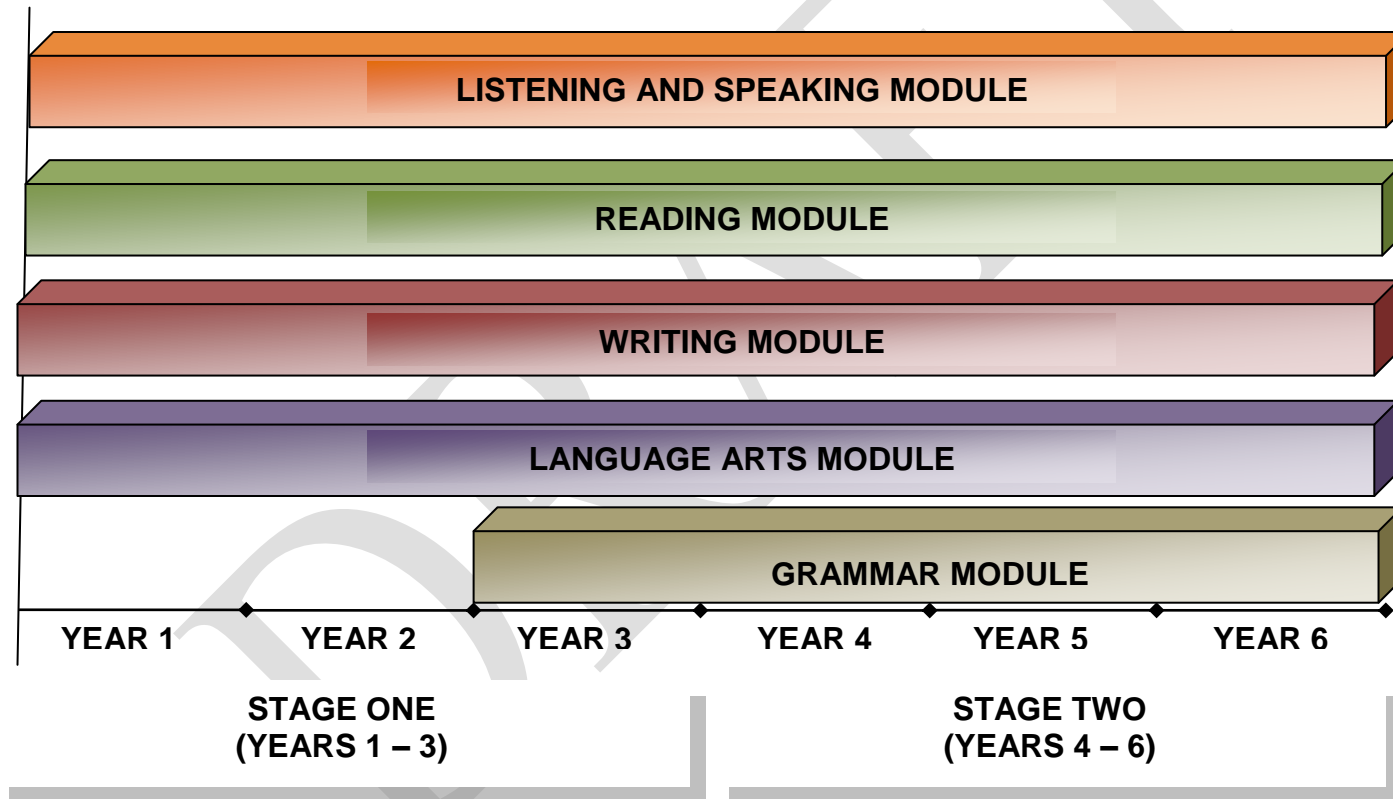 LISTENING AND SPEAKING MODULE
READING MODULE
WRITING MODULE
LANGUAGE ARTS MODULE
GRAMMAR MODULE
YEAR 1 YEAR 2 YEAR 3 YEAR 4 YEAR 5 YEAR 6
STAGE ONE
(YEARS 1 – 3)
STAGE TWO
(YEARS 4 – 6)